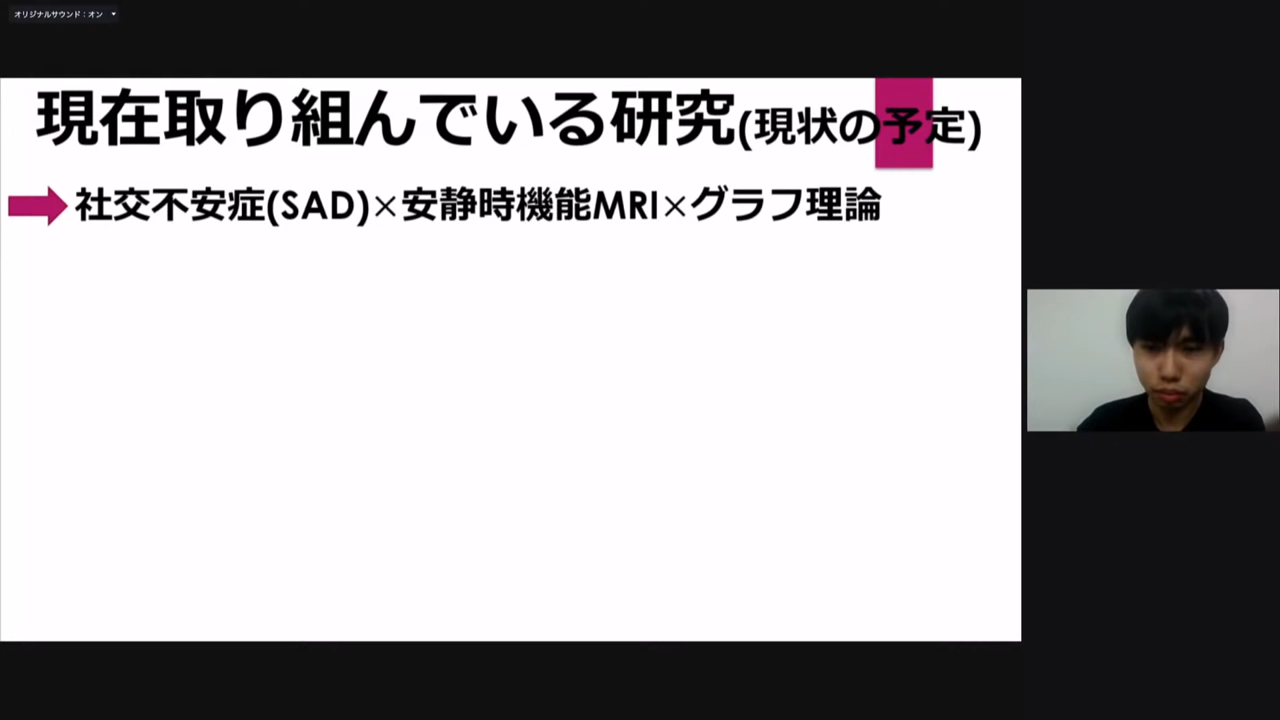 オリジナルサウンド：オン
現在取り組んでいる研究(現状の予定)
社交不安症(SAD)×安静時機能MRI×グラフ理論